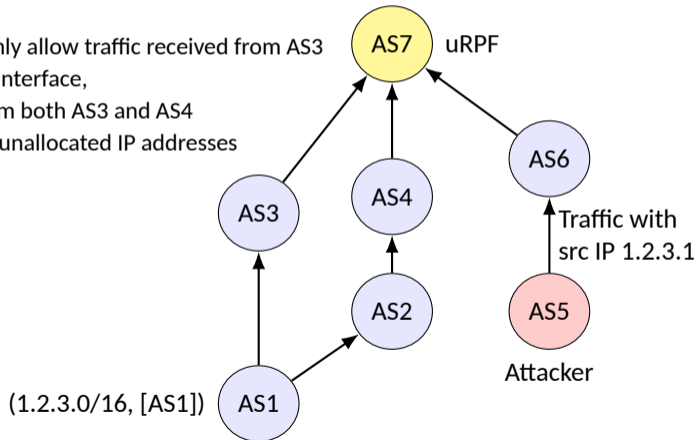 AS7 uRPF
nly allow traffic received from AS3
nterface,
m both AS3 and AS4
unallocated IP addresses
AS6
AS3
AS4
Traffic with
src IP 1.2.3.1
AS2
AS5
Attacker
(1.2.3.0/16, [AS1]) AS1